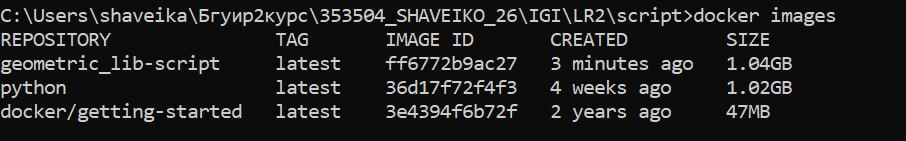 C:\Users\shaveika\Бгуир2курс\353504_SHAVEIKO_26\IGI\LR2\script>docker images
REPOSITORY TAG IMAGE ID CREATED SIZE
geometric_lib-script latest ff6772b9ac27 3 minutes ago 1.04GB
python latest 36d17f72f4f3 4 weeks ago 1.02GB
docker/getting-started latest 3e4394f6b72f 2 years ago 47MB